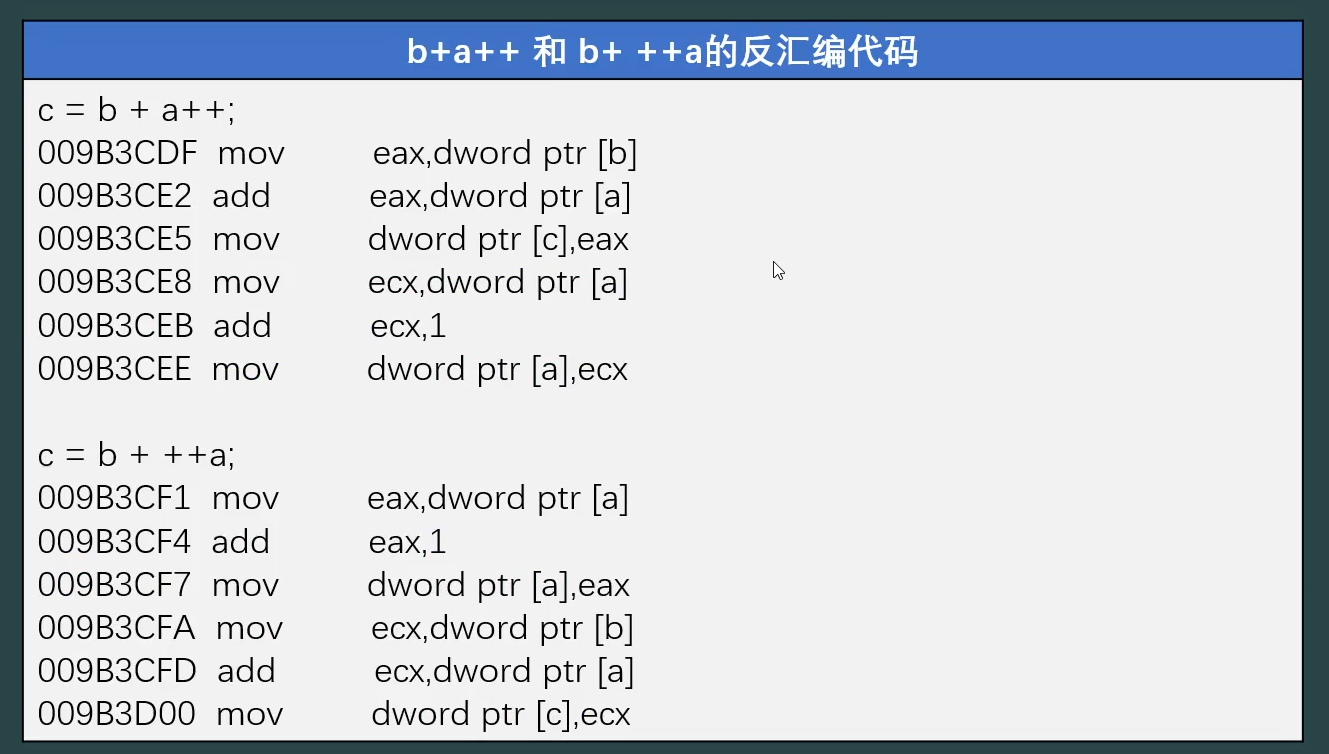 b+a++ 和 b+ ++a的反汇编代码
c = b + a++;
009B3CDF mov eax,dword ptr [b]
009B3CE2 add eax,dword ptr [a]
009B3CE5 mov dword ptr [c],eax
009B3CE8 mov ecx,dword ptr [a]
009B3CEB add ecx,1
009B3CEE mov dword ptr [a],ecx
c = b + ++a;
009B3CF1 mov eax,dword ptr [a]
009B3CF4 add eax,1
009B3CF7 mov dword ptr [a],eax
009B3CFA mov ecx,dword ptr [b]
009B3CFD add ecx,dword ptr [a]
009B3D00 mov dword ptr [c],ecx